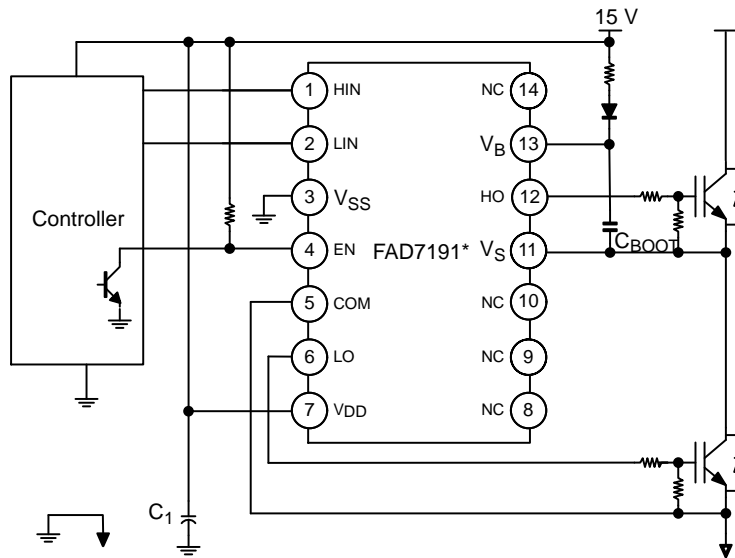 15 V
Controller
1 HIN
2 LIN
3 VSS
4 EN
5 COM
6 LO
7 VDD
FAD7191*
NC 14
VB 13
HO 12
VS 11
NC 10
NC 9
NC 8
CBOOT
C1